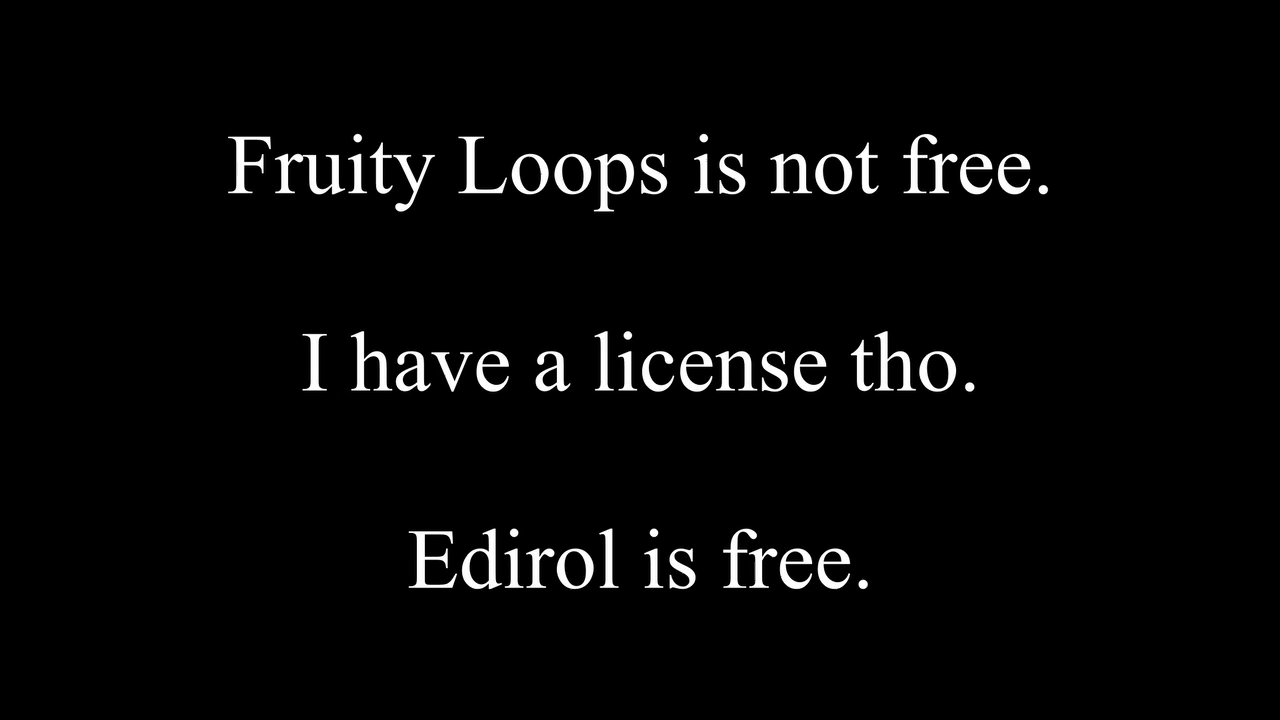 Fruity Loops is not free.
I have a license tho.
Edirol is free.